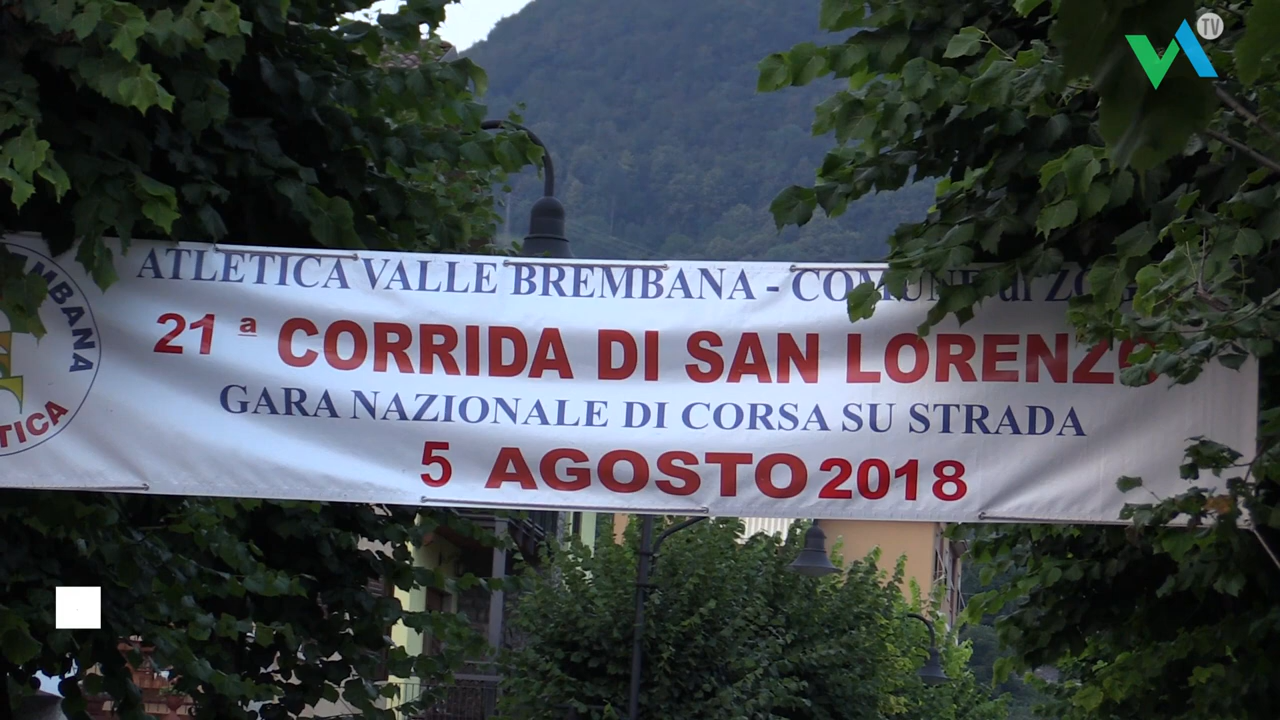 TV
ATLETICA VALLE BREMBANA - COMUNE di
21ª CORRIDA DI SAN LORENZO
GARA NAZIONALE DI CORSA SU STRADA
5 AGOSTO 2018